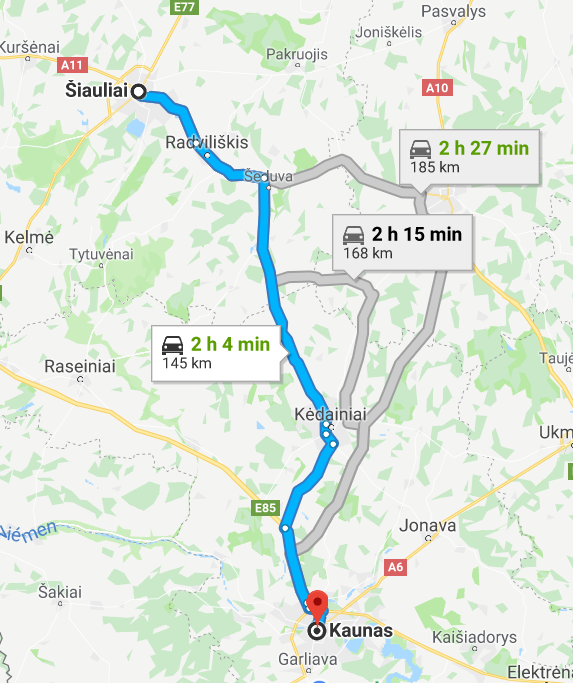 E77
Pasvalys
Joniškėlis
Kuršėnai
Pakruojis
A11
A10
Šiauliai
Radviliškis
2 h 27 min
185 km
Šeduva
Kelmė
2 h 15 min
168 km
Tytuvėnai
2 h 4 min
145 km
Raseiniai
Taujė
Kėdainiai
Ukm
E85
Niémen
Jonava
A6
Šakiai
Kaunas
Kaišiadorys
Garliava
Elektrėn